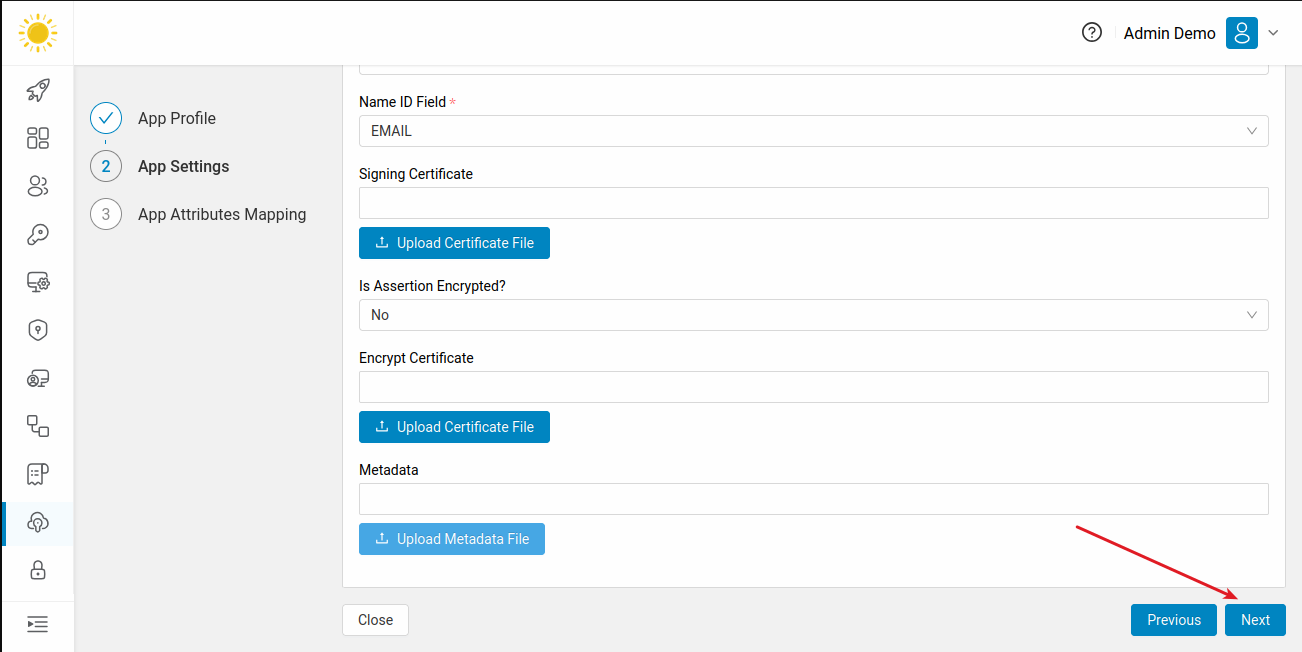 Admin Demo
App Profile
2
App Settings
3
App Attributes Mapping
Name ID Field *
EMAIL
Signing Certificate
Upload Certificate File
Is Assertion Encrypted?
No
Encrypt Certificate
Upload Certificate File
Metadata
Upload Metadata File
Close
Previous
Next